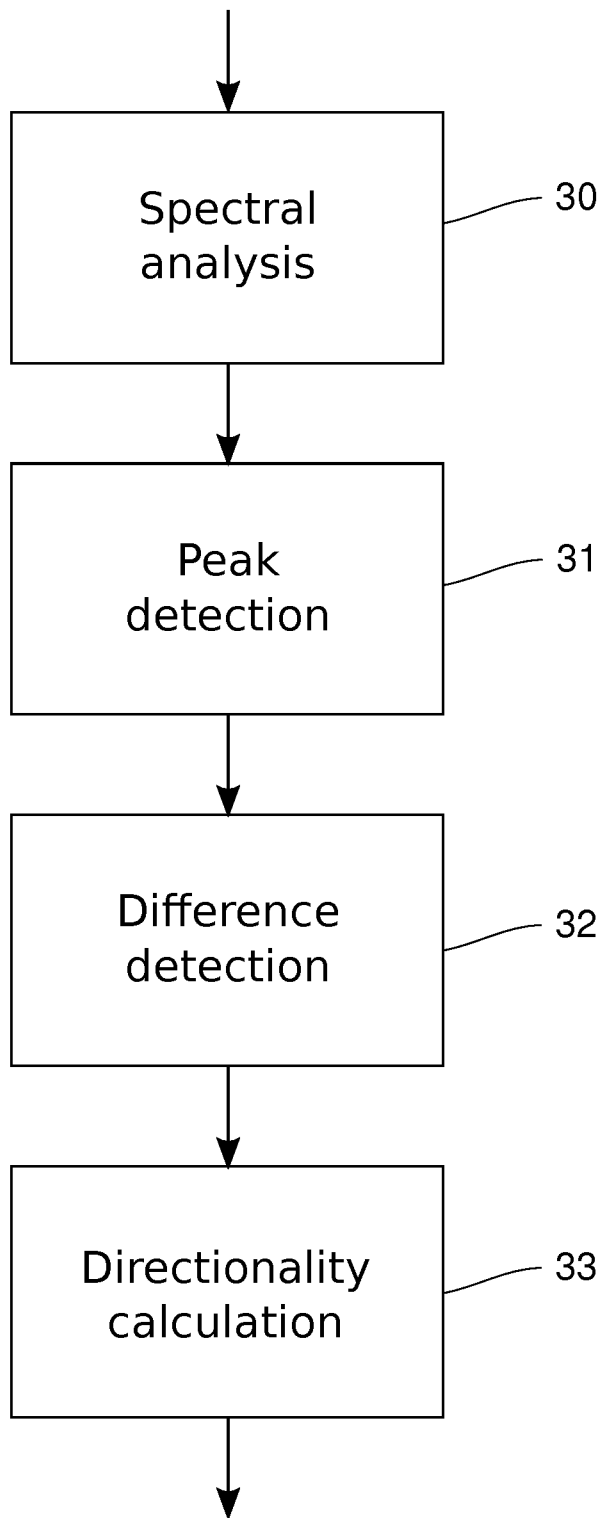 Spectral
analysis
30
Peak
detection
31
Difference
detection
32
Directionality
calculation
33